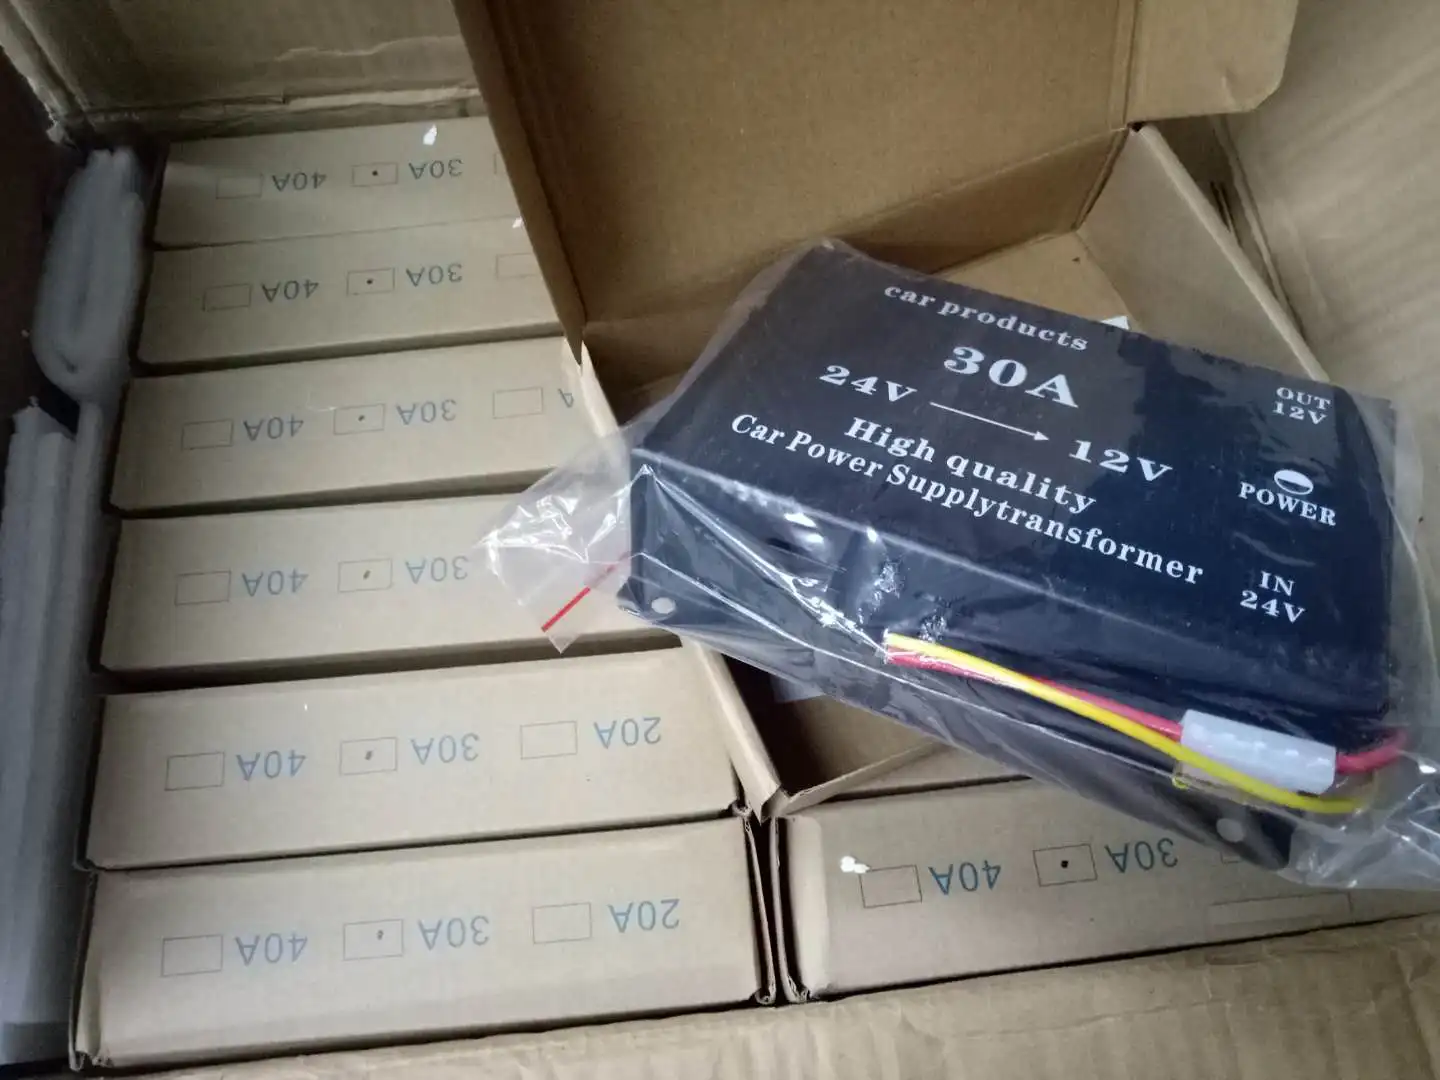 car products
30A
24V → 12V
High quality
Car Power Supplytransformer
OUT
12V
POWER
IN
24V
40A 30A
40A 30A
40A 30A A
40A 30A
40A 30A 20A
40A 30A 20A
40A 30A